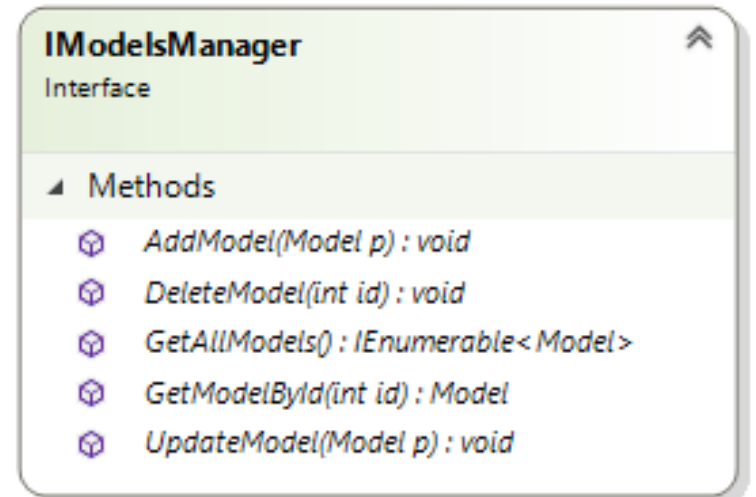 IModelsManager
Interface
Methods
AddModel(Model p) : void
DeleteModel(int id) : void
GetAllModels() : IEnumerable<Model>
GetModelById(int id) : Model
UpdateModel(Model p) : void